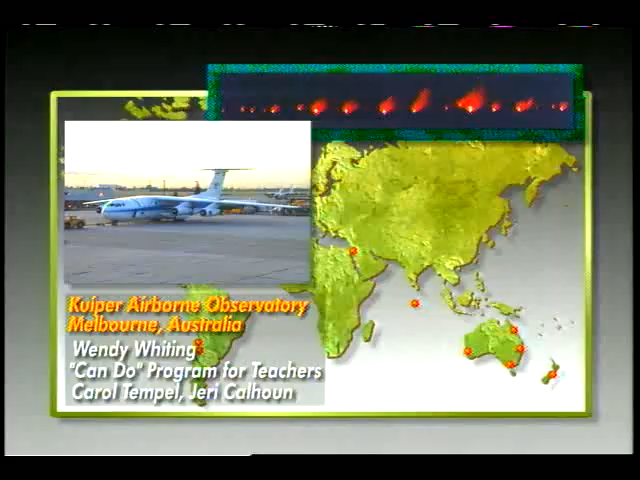 Kuiper Airborne Observatory
Melbourne, Australia
Wendy Whiting
"Can Do" Program for Teachers
Carol Tempel, Jeri Calhoun